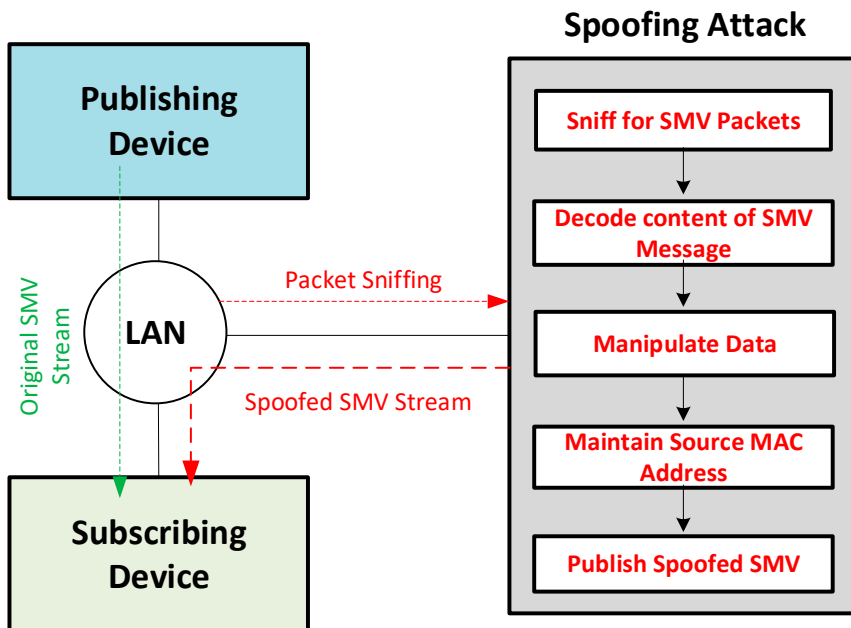 Spoofing Attack
Publishing
Device
Sniff for SMV Packets
Decode content of SMV
Message
Packet Sniffing
Original SMV
Stream
LAN
Manipulate Data
Spoofed SMV Stream
Maintain Source MAC
Address
Subscribing
Device
Publish Spoofed SMV